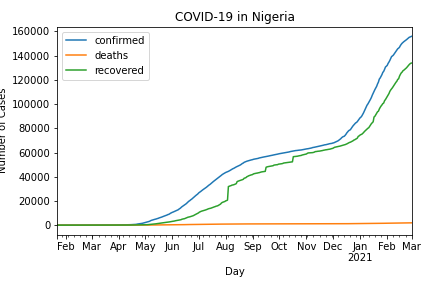 COVID-19 in Nigeria
confirmed
deaths
recovered
160000
140000
120000
100000
80000
60000
40000
20000
0
Number of Cases
Feb Mar Apr May Jun Jul Aug Sep Oct Nov Dec Jan Feb Mar
2021
Day